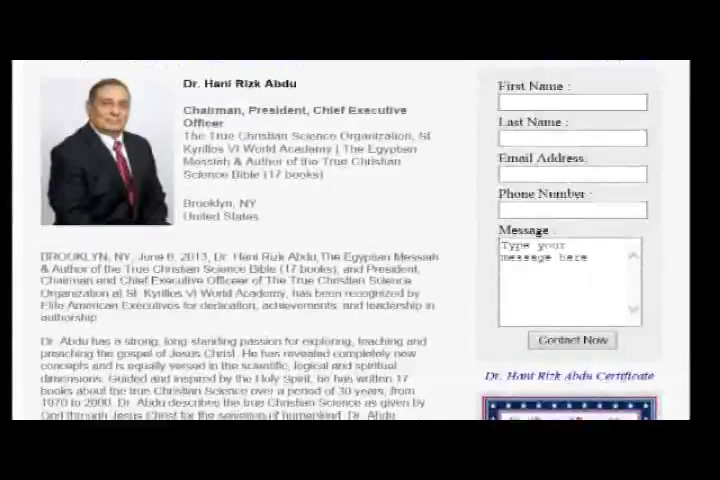 Dr. Hani Rizk Abdu
Chairman, President, Chief Executive
Officer
The True Christian Science Organization, St.
Kyrillos VI World Academy | The Egyptian
Messiah & Author of the True Christian
Science Bible (17 books)
Brooklyn, NY
United States
BROOKLYN, NY, June 6, 2013, Dr. Hani Rizk Abdu,The Egyptian Messiah
& Author of the True Christian Science Bible (17 books), and President,
Chairman and Chief Executive Officeer of The True Christian Science
Organization at St. Kyrillos VI World Academy, has been recognized by
Elite American Executives for dedication, achievements, and leadership in
authorship.
Dr. Abdu has a strong, long standing passion for exploring, teaching and
preaching the gospel of Jesus Christ. He has revealed completely new
concepts and is equally versed in the scientific, logical and spiritual
dimensions. Guided and inspired by the Holy Spirit, he has written 17
books about the true Christian Science over a period of 30 years, from
1970 to 2000. Dr. Abdu describes the true Christian Science as given by
God through Jesus Christ for the salvation of humankind. Dr. Abdu
First Name :
Last Name :
Email Address:
Phone Number :
Message :
Type your
message here
Contact Now
Dr. Hani Rizk Abdu Certificate